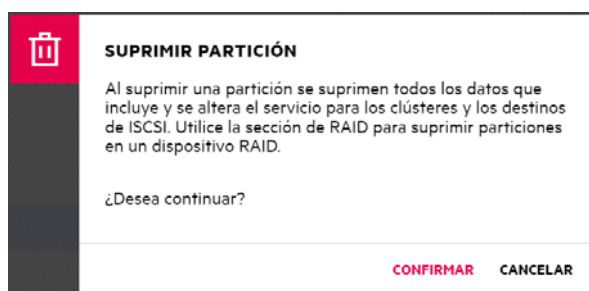 SUPRIMIR PARTICIÓN
Al suprimir una partición se suprimen todos los datos que
incluye y se altera el servicio para los clústeres y los destinos
de ISCSI. Utilice la sección de RAID para suprimir particiones
en un dispositivo RAID.
¿Desea continuar?
CONFIRMAR CANCELAR